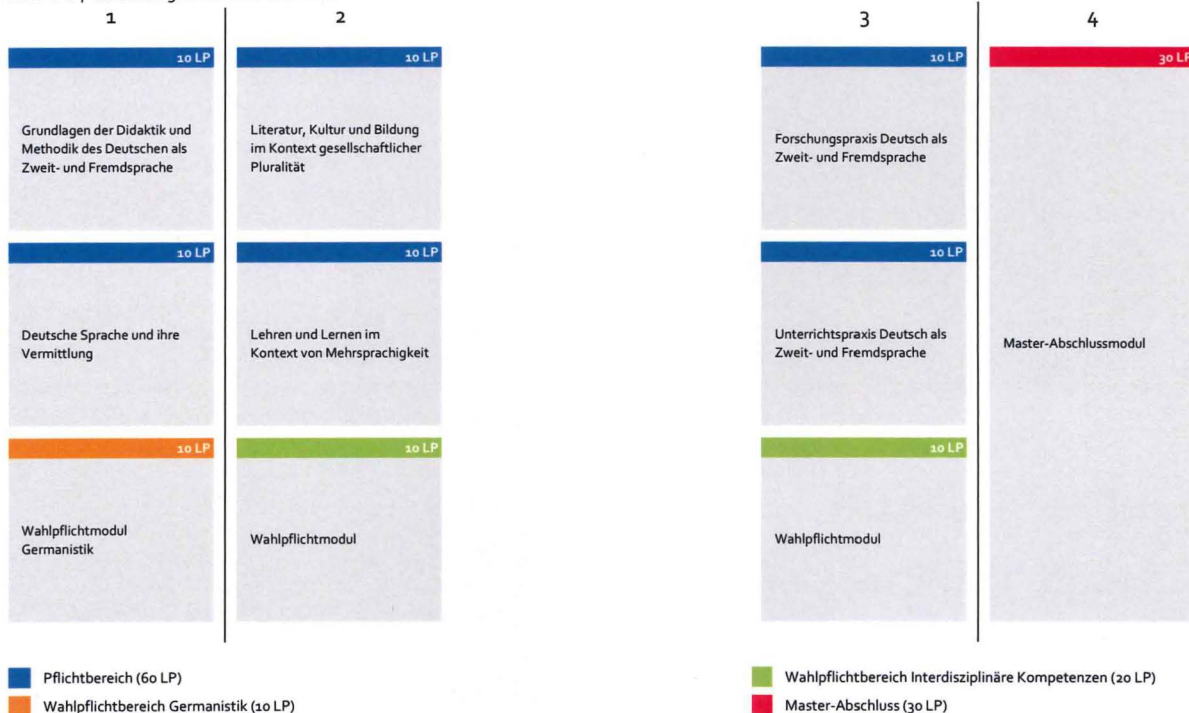 1
2
10 LP
Grundlagen der Didaktik und
Methodik des Deutschen als
Zweit- und Fremdsprache
10 LP
Literatur, Kultur und Bildung
im Kontext gesellschaftlicher
Pluralität
10 LP
Deutsche Sprache und ihre
Vermittlung
10 LP
Lehren und Lernen im
Kontext von Mehrsprachigkeit
10 LP
Wahlpflichtmodul
Germanistik
10 LP
Wahlpflichtmodul
Pflichtbereich (60 LP)
Wahlpflichtbereich Germanistik (10 LP)
3
4
10 LP
Forschungspraxis Deutsch als
Zweit- und Fremdsprache
30 LP
Master-Abschlussmodul
10 LP
Unterrichtspraxis Deutsch als
Zweit- und Fremdsprache
10 LP
Wahlpflichtmodul
Wahlpflichtbereich Interdisziplinäre Kompetenzen (20 LP)
Master-Abschluss (30 LP)